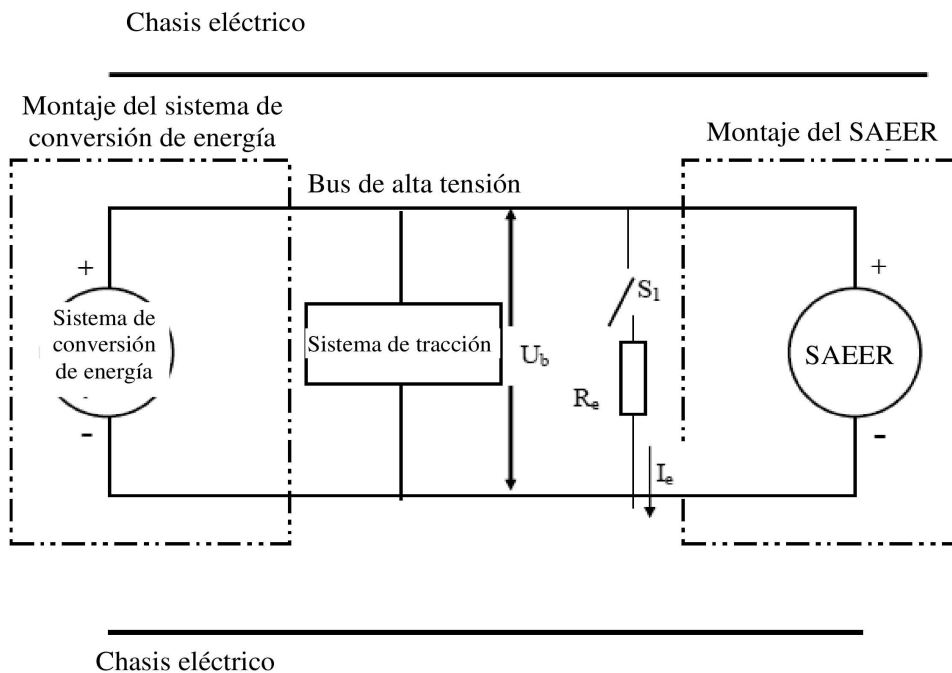 Chasis eléctrico
Montaje del sistema de
conversión de energía
Montaje del SAEER
Bus de alta tensión
+
Sistema de
conversión
de energía
-
Sistema de tracción
Ub
S1
Re
Ie
+
SAEER
-
Chasis eléctrico